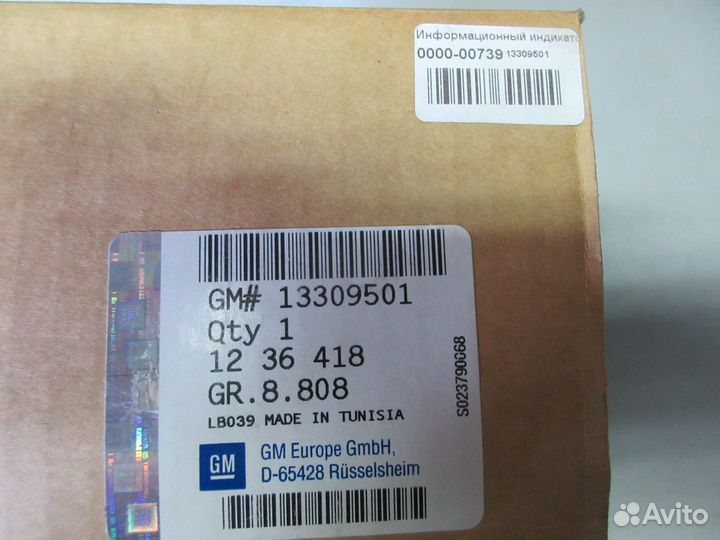 Информационный индикато
0000-00739 13309501
GM# 13309501
Qty 1
12 36 418
GR.8.808
LB039 MADE IN TUNISIA
S023790068
GM
GM Europe GmbH,
D-65428 Rüsselsheim
Avito